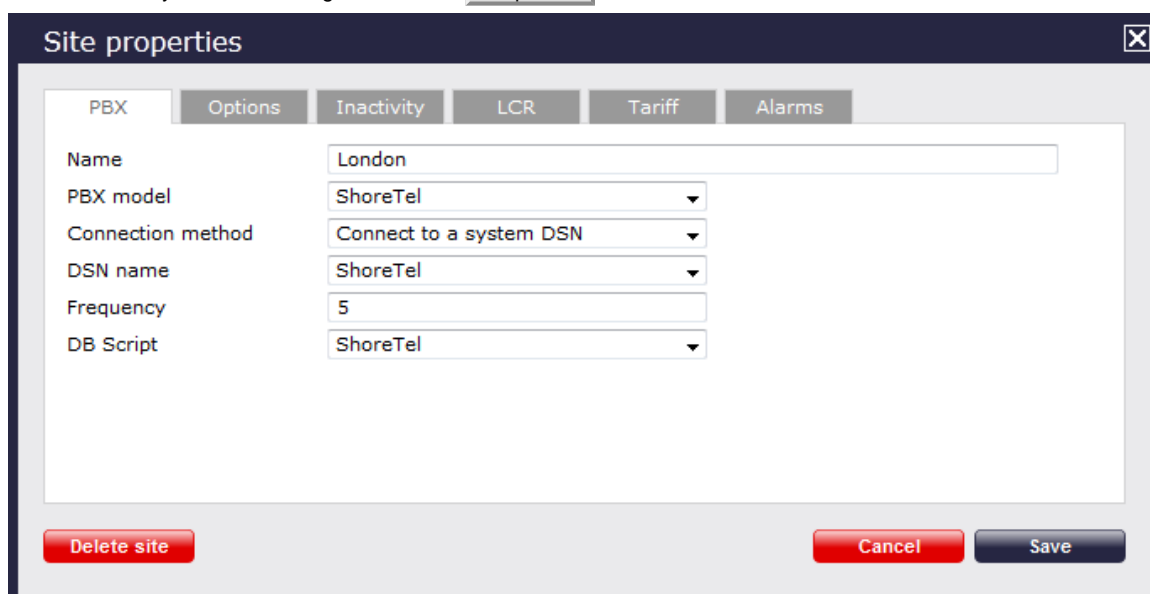 Site properties
PBX Options Inactivity LCR Tariff Alarms
Name London
PBX model ShoreTel
Connection method Connect to a system DSN
DSN name ShoreTel
Frequency 5
DB Script ShoreTel
Delete site Cancel Save